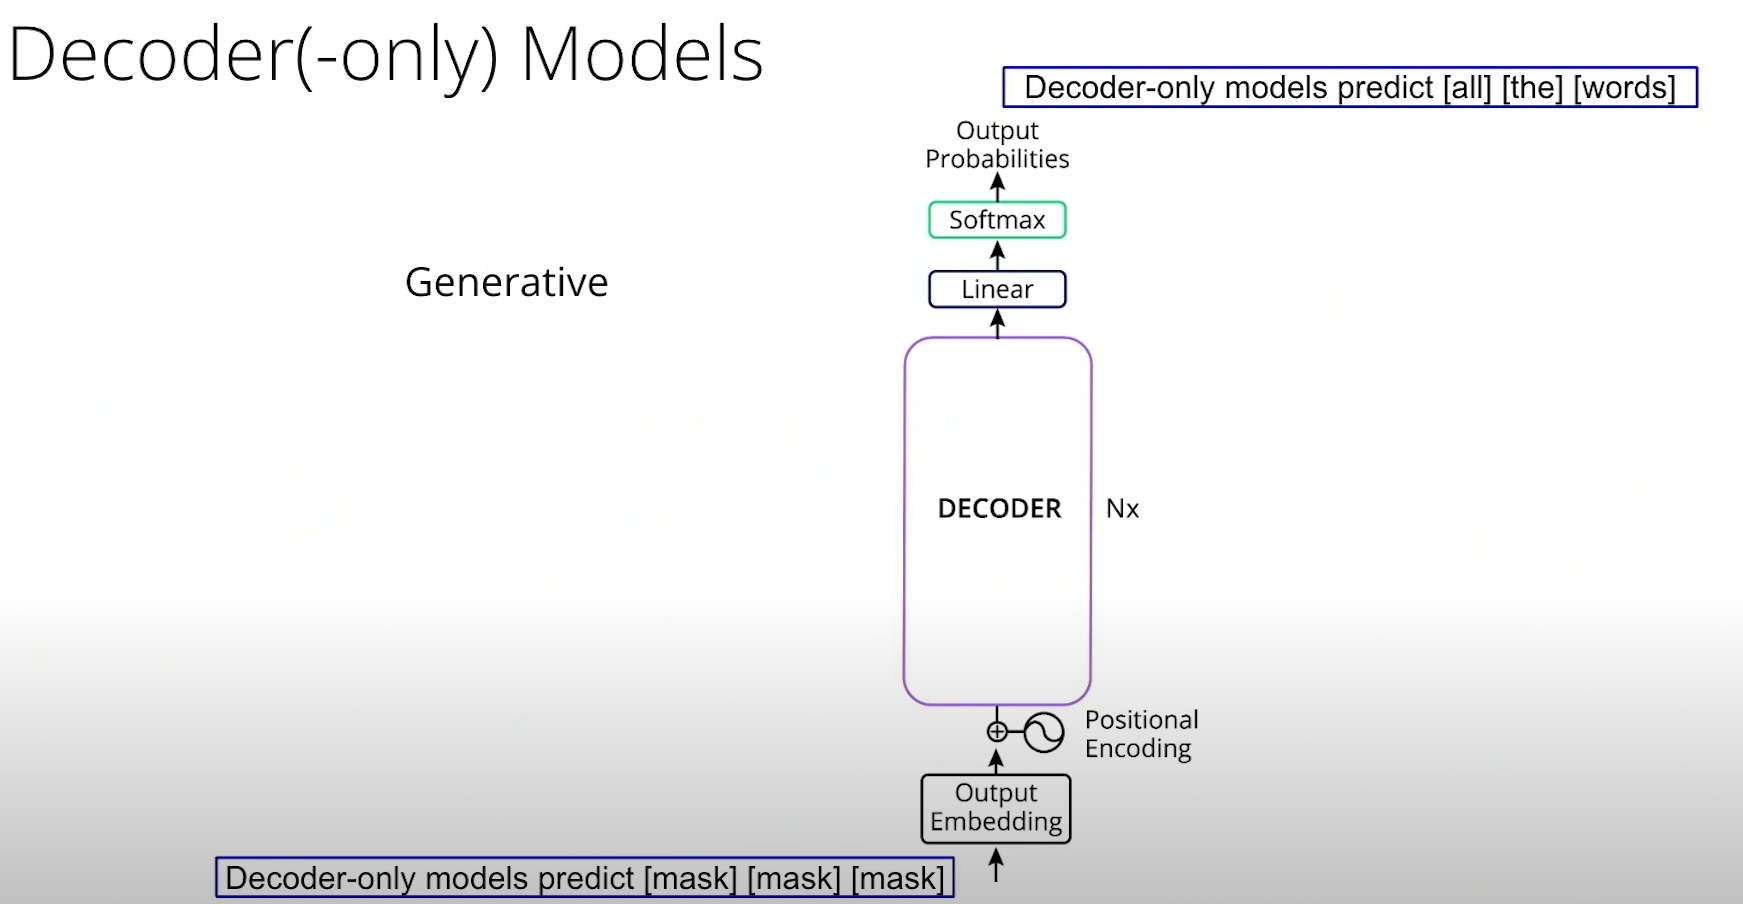 Decoder(-only) Models
Decoder-only models predict [all] [the] [words]
Output
Probabilities
Softmax
Generative
Linear
DECODER
Nx
Positional
Encoding
Output
Embedding
Decoder-only models predict [mask] [mask] [mask]